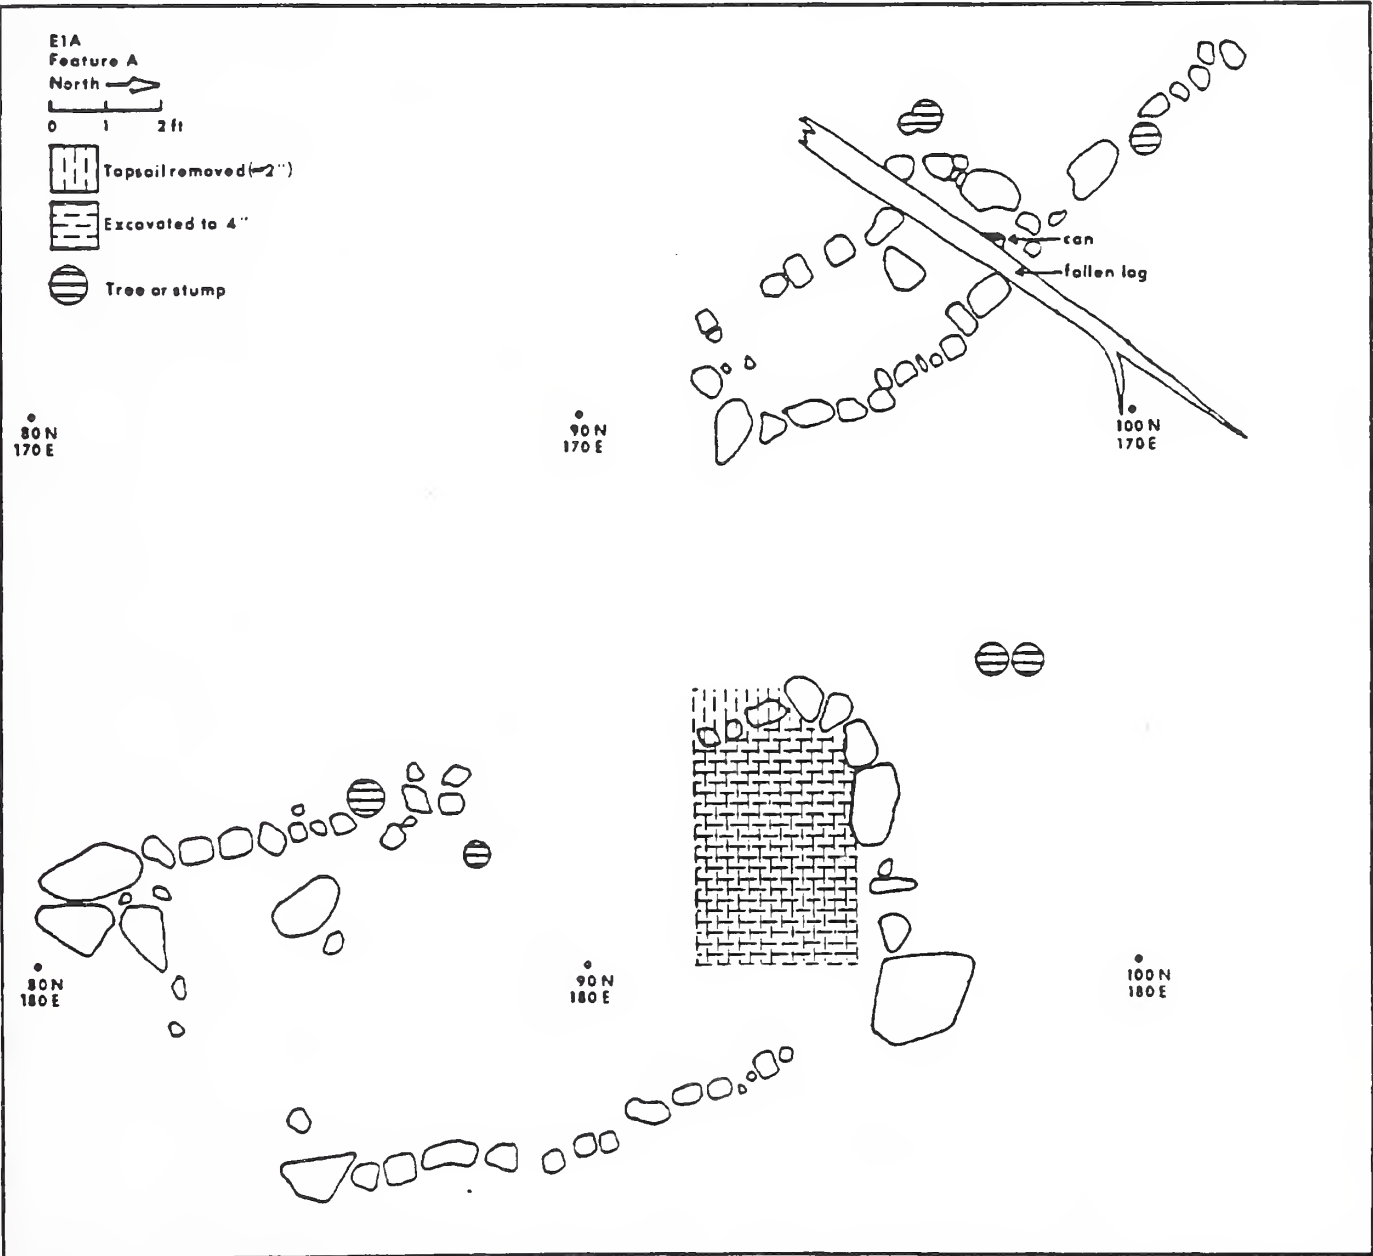 E1A
Feature A
North
0 1 2 ft
Topsoil removed (~2")
Excavated to 4"
Tree or stump
can
fallen log
80 N
170 E
90 N
170 E
100 N
170 E
80 N
180 E
90 N
180 E
100 N
180 E